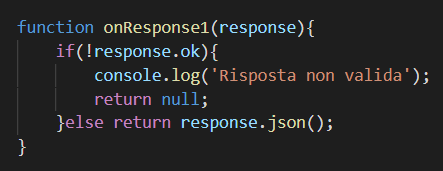 function onResponse1(response){
    if(!response.ok){
        console.log('Risposta non valida');
        return null;
    }else return response.json();
}